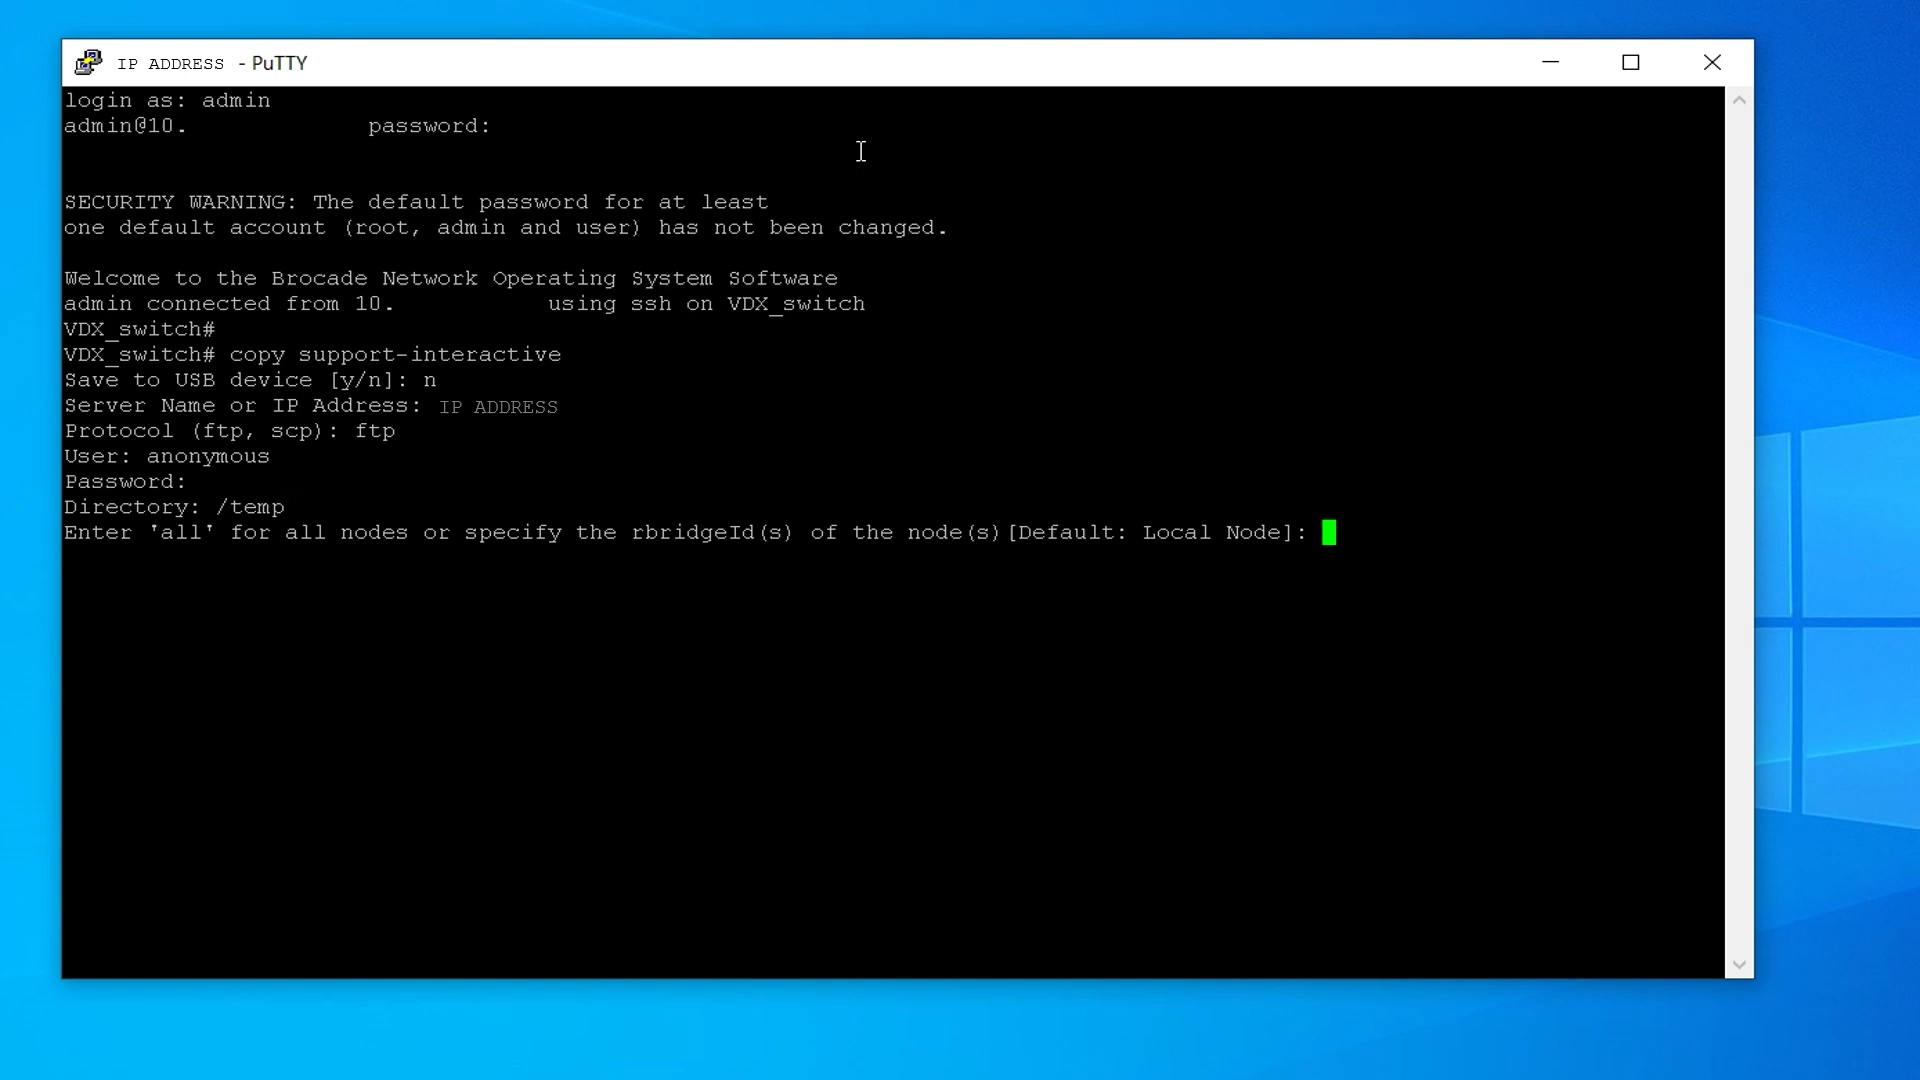 IP ADDRESS - PuTTY
login as: admin
admin@10. password:
SECURITY WARNING: The default password for at least
one default account (root, admin and user) has not been changed.
Welcome to the Brocade Network Operating System Software
admin connected from 10. using ssh on VDX_switch
VDX_switch#
VDX_switch# copy support-interactive
Save to USB device [y/n]: n
Server Name or IP Address: IP ADDRESS
Protocol (ftp, scp): ftp
User: anonymous
Password:
Directory: /temp
Enter 'all' for all nodes or specify the rbridgeId(s) of the node(s)[Default: Local Node]: